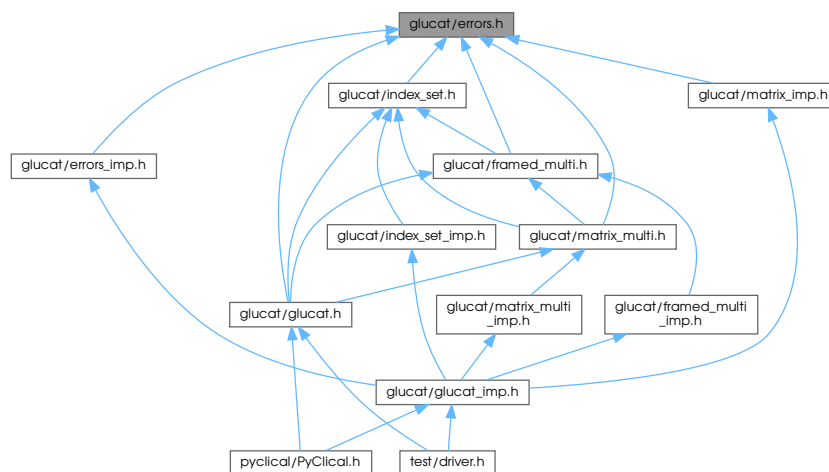 glucat/errors.h
glucat/index_set.h
glucat/matrix_imp.h
glucat/errors_imp.h
glucat/framed_multi.h
glucat/index_set_imp.h
glucat/matrix_multi.h
glucat/glucat.h
glucat/matrix_multi
_imp.h
glucat/framed_multi
_imp.h
glucat/glucat_imp.h
pyclical/PyClical.h
test/driver.h